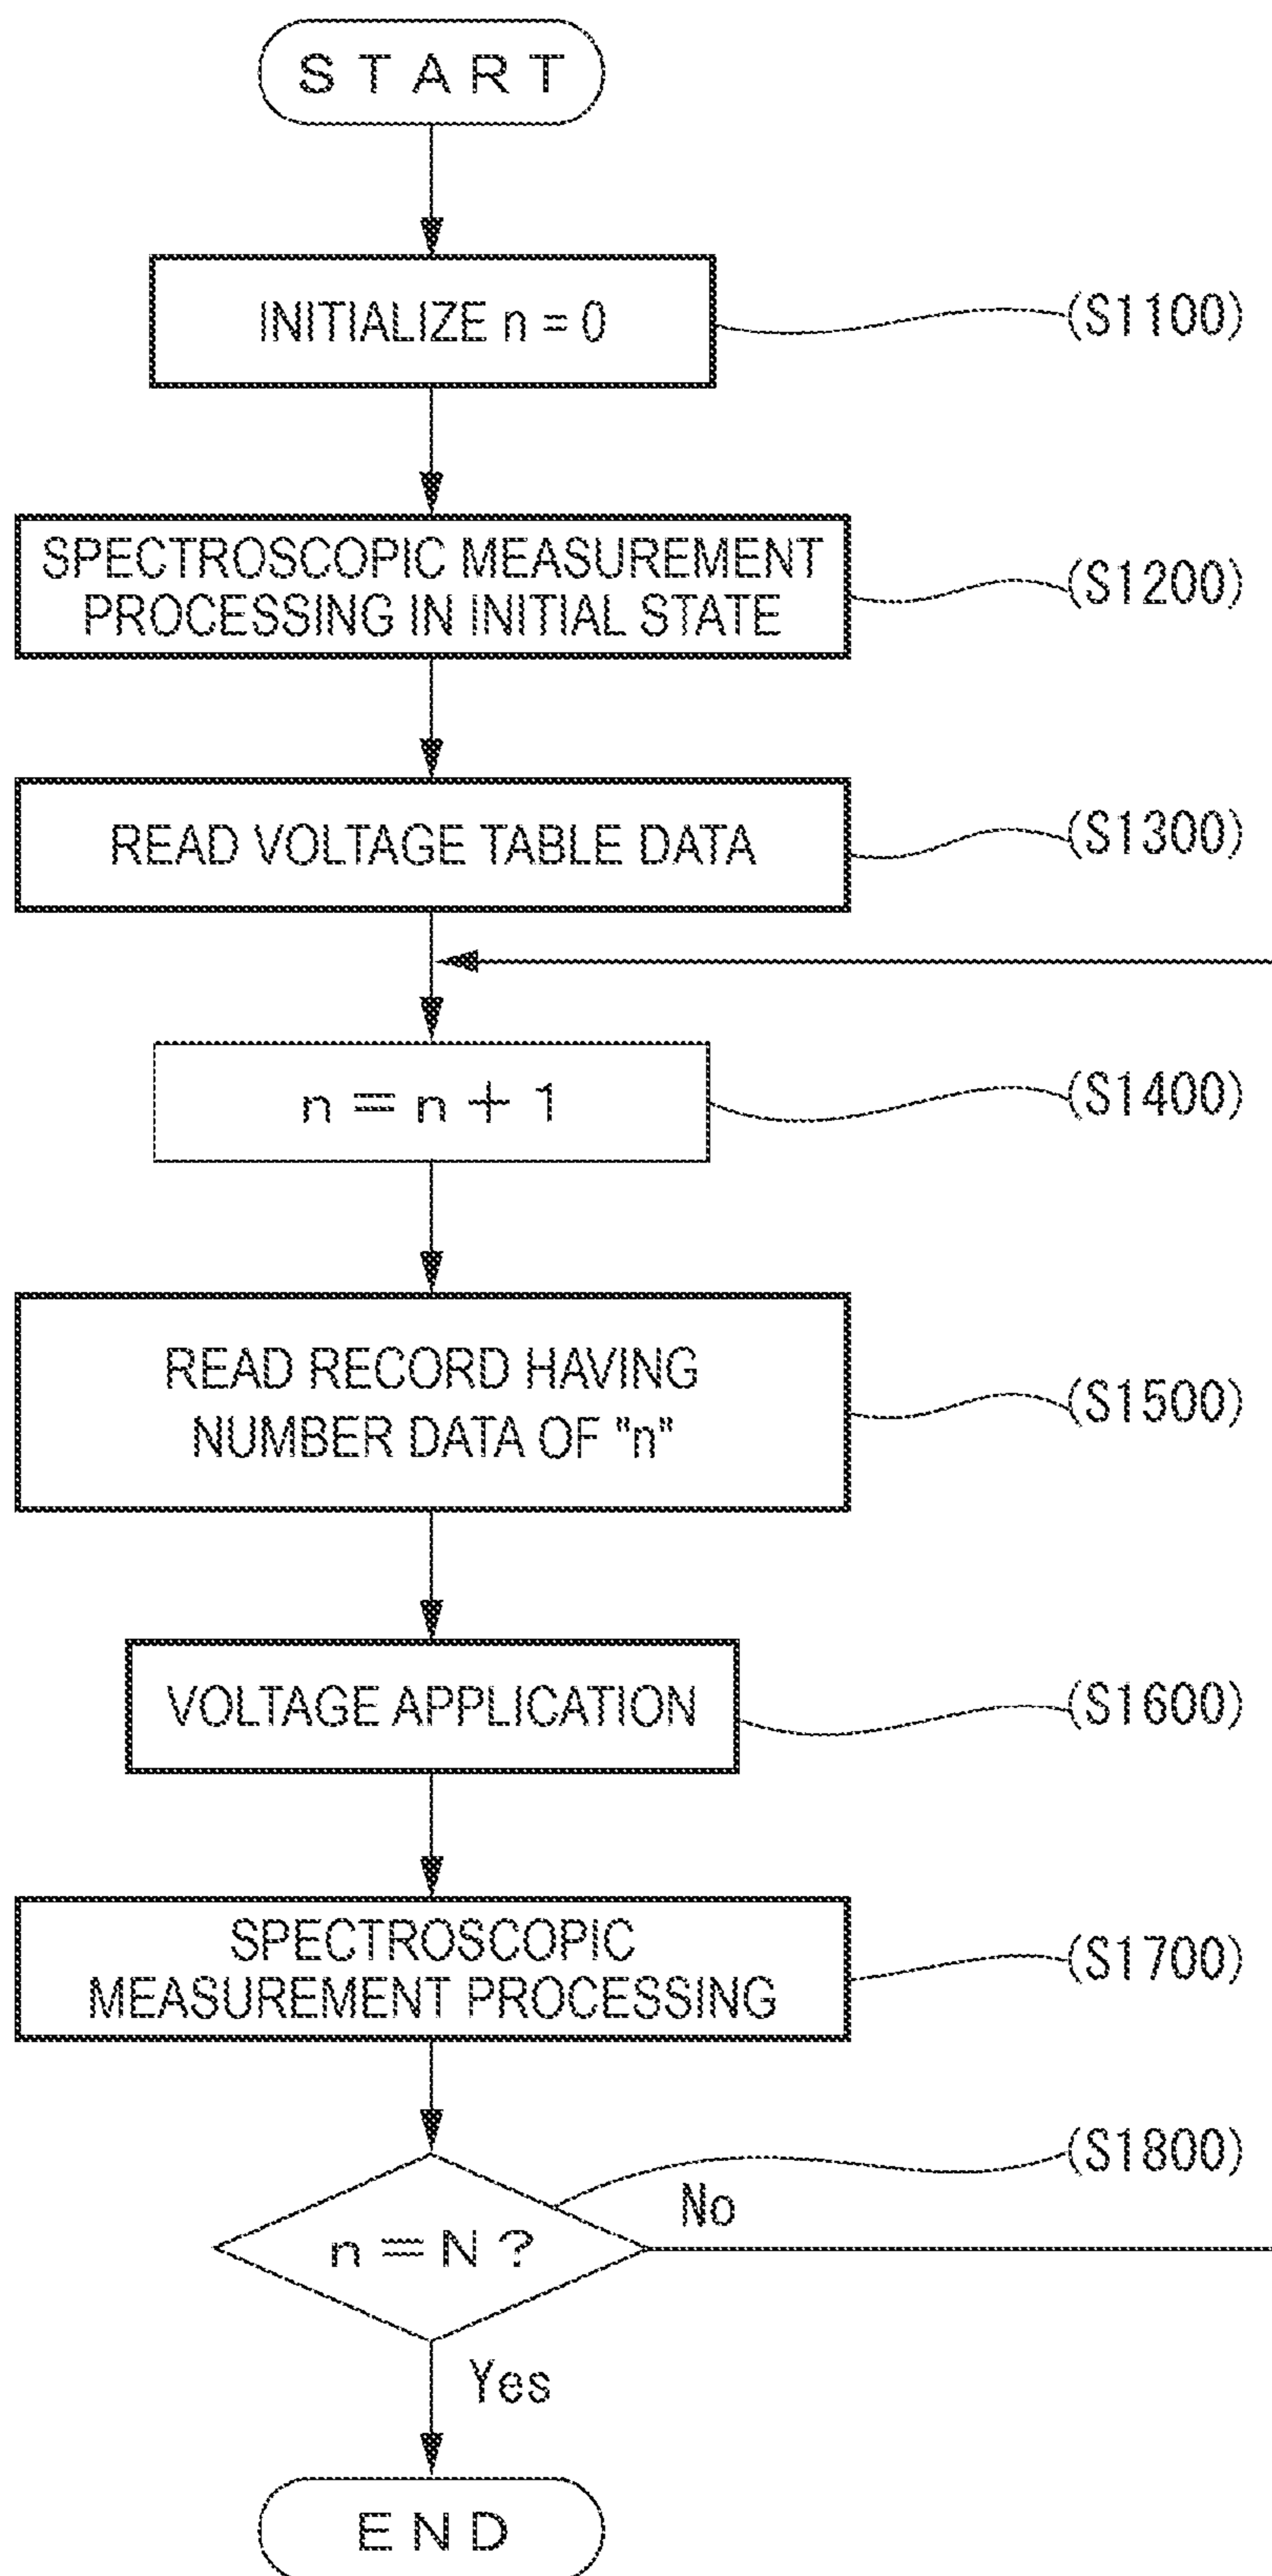 START
INITIALIZE n = 0
(S1100)
SPECTROSCOPIC MEASUREMENT
PROCESSING IN INITIAL STATE
(S1200)
READ VOLTAGE TABLE DATA
(S1300)
n = n + 1
(S1400)
READ RECORD HAVING
NUMBER DATA OF "n"
(S1500)
VOLTAGE APPLICATION
(S1600)
SPECTROSCOPIC
MEASUREMENT PROCESSING
(S1700)
(S1800)
No
n = N ?
Yes
END